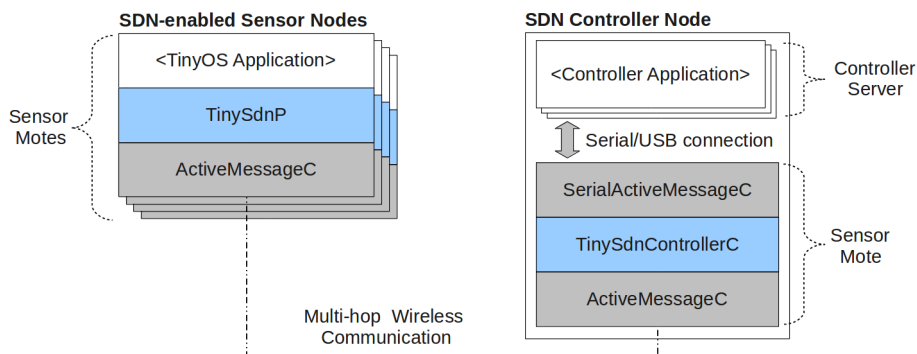 SDN-enabled Sensor Nodes
<TinyOS Application>
TinySdnP
ActiveMessageC
Sensor
Motes
SDN Controller Node
<Controller Application>
Controller
Server
Serial/USB connection
SerialActiveMessageC
TinySdnControllerC
ActiveMessageC
Sensor
Mote
Multi-hop Wireless
Communication